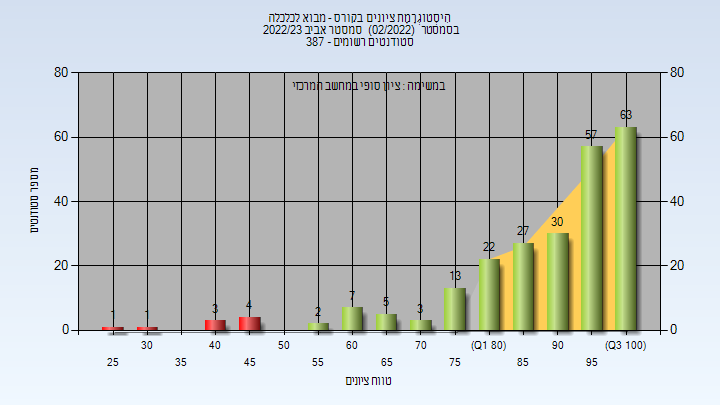 היסטוגרמת ציונים בקורס - מבוא לכלכלה
בסמסטר (02/2022) סמסטר אביב 2022/23
סטודנטים רשומים - 387
במשימה : ציון סופי במחשב המרכזי
80 80
60 60
40 40
20 20
0 0
מספר סטודנטים
1 1 3 4 2 7 5 3 13 22 27 30 57 63
30 40 50 60 70 (Q1 80) 90 (Q3 100)
25 35 45 55 65 75 85 95
טווח ציונים